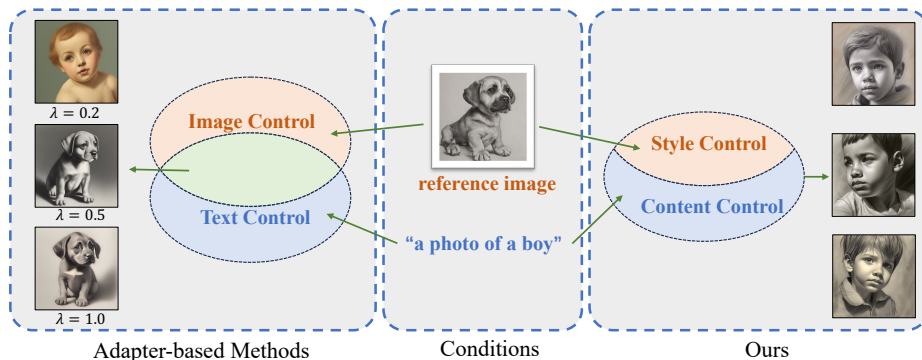 λ = 0.2
λ = 0.5
λ = 1.0
Image Control
Text Control
Adapter-based Methods
reference image
“a photo of a boy”
Conditions
Style Control
Content Control
Ours